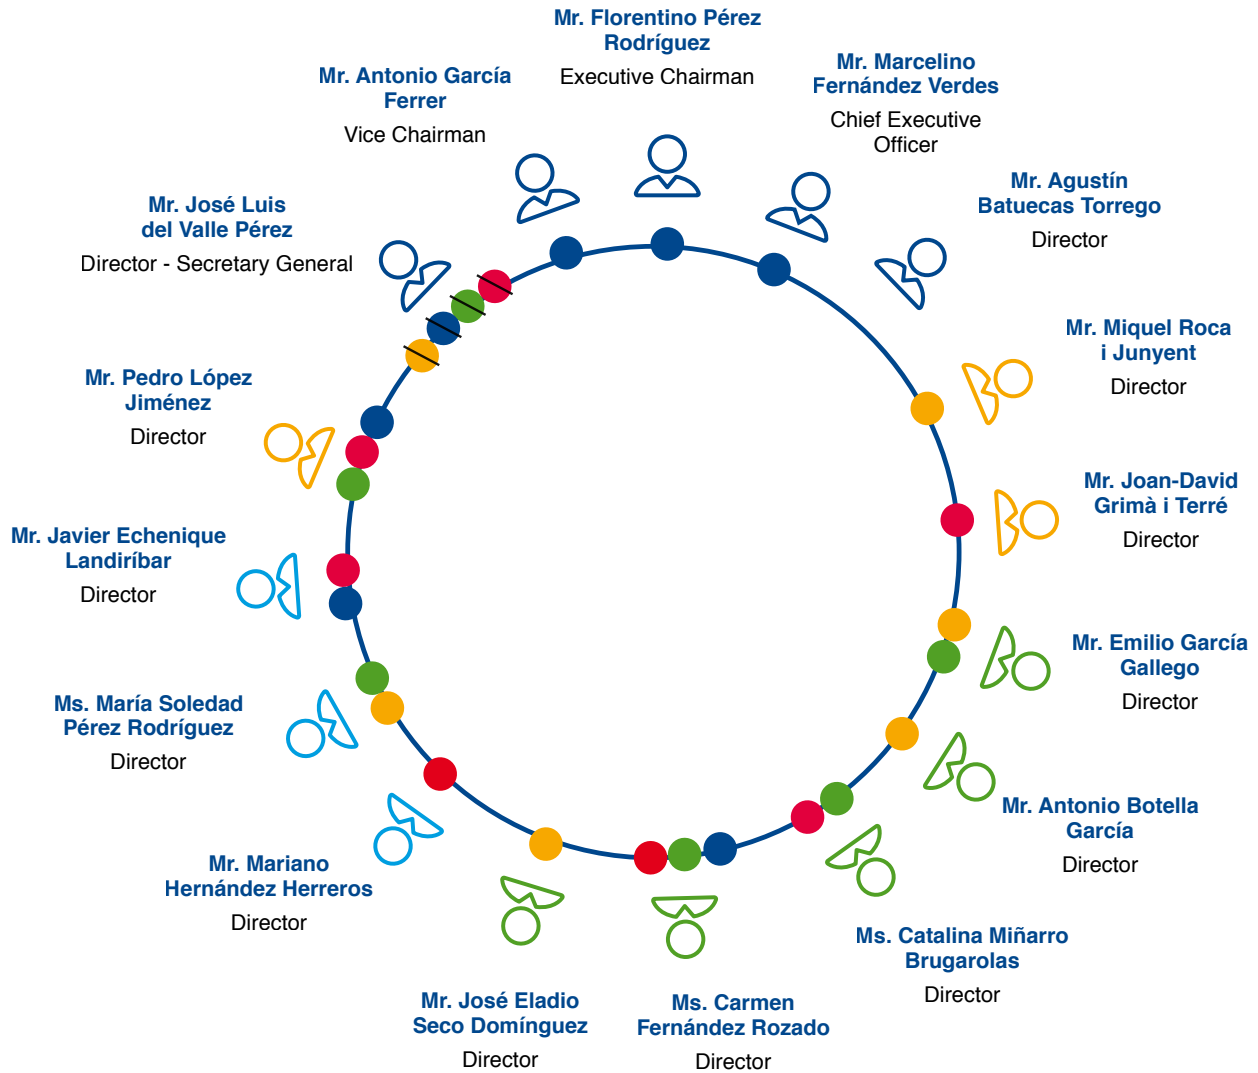 Mr. Florentino Pérez
Rodríguez
Executive Chairman
Mr. Marcelino
Fernández Verdes
Chief Executive
Officer
Mr. Agustín
Batuecas Torrego
Director
Mr. Miquel Roca
i Junyent
Director
Mr. Joan-David
Grimà i Terré
Director
Mr. Emilio García
Gallego
Director
Mr. Antonio Botella
García
Director
Ms. Catalina Miñarro
Brugarolas
Director
Ms. Carmen
Fernández Rozado
Director
Mr. José Eladio
Seco Domínguez
Director
Mr. Mariano
Hernández Herreros
Director
Ms. María Soledad
Pérez Rodríguez
Director
Mr. Javier Echenique
Landiríbar
Director
Mr. Pedro López
Jiménez
Director
Mr. José Luis
del Valle Pérez
Director - Secretary General
Mr. Antonio García
Ferrer
Vice Chairman